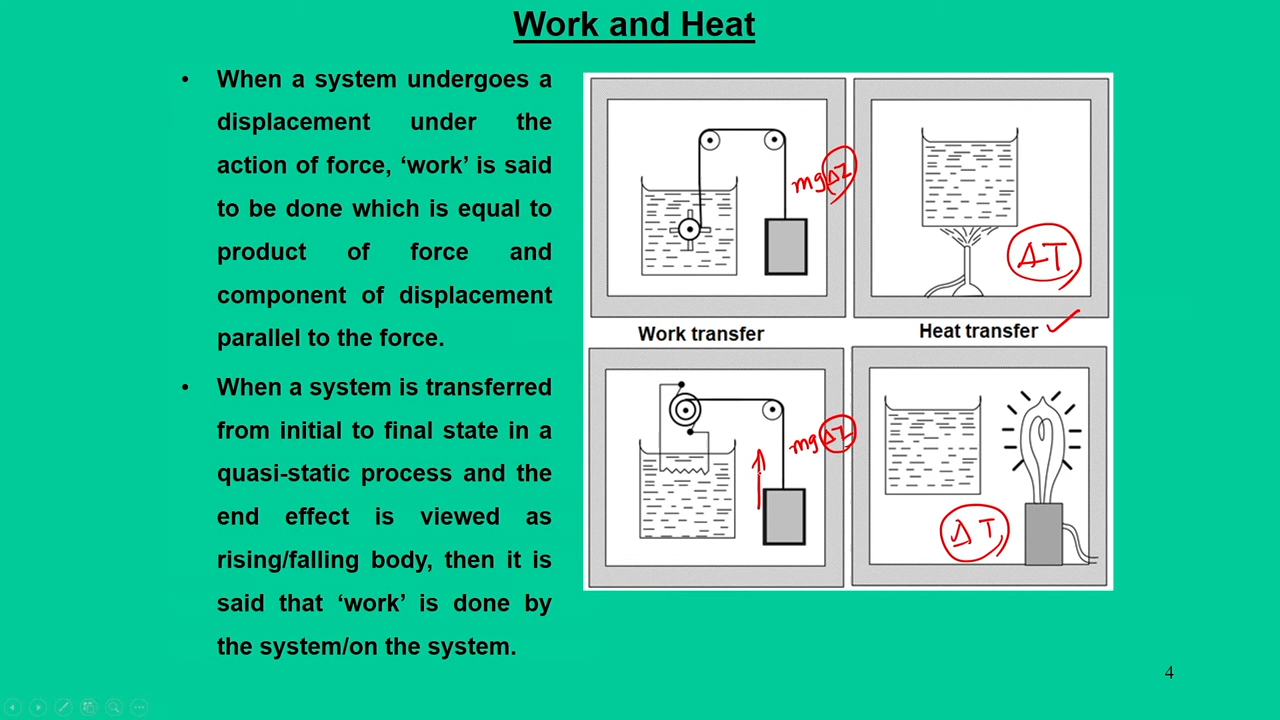 Work and Heat
• When a system undergoes a
displacement under the
action of force, ‘work’ is said
to be done which is equal to
product of force and
component of displacement
parallel to the force.
• When a system is transferred
from initial to final state in a
quasi-static process and the
end effect is viewed as
rising/falling body, then it is
said that ‘work’ is done by
the system/on the system.
mgΔZ
ΔT
Work transfer
Heat transfer
mgΔZ
ΔT
4